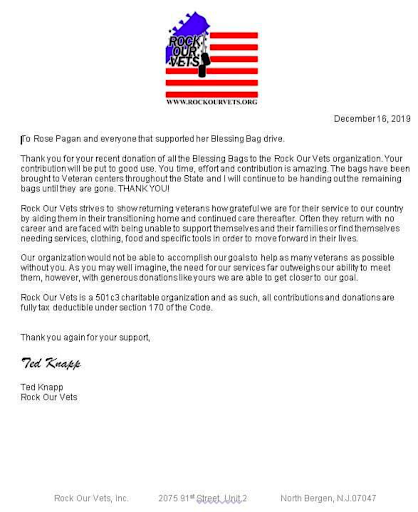 ROCK
OUR
VETS
WWW.ROCKOURVETS.ORG
December 16, 2019
To Rose Pagan and everyone that supported her Blessing Bag drive.
Thank you for your recent donation of all the Blessing Bags to the Rock Our Vets organization. Your
contribution will be put to good use. You time, effort and contribution is amazing. The bags have been
brought to Veteran centers throughout the State and I will continue to be handing out the remaining
bags until they are gone. THANK YOU!
Rock Our Vets strives to show returning veterans how grateful we are for their service to our country
by aiding them in their transitioning home and continued care thereafter. Often they return with no
career and are faced with being unable to support themselves and their families or find themselves
needing services, clothing, food and specific tools in order to move forward in their lives.
Our organization would not be able to accomplish our goals to help as many veterans as possible
without you. As you may well imagine, the need for our services far outweighs our ability to meet
them, however, with generous donations like yours we are able to get closer to our goal.
Rock Our Vets is a 501c3 charitable organization and as such, all contributions and donations are
fully tax deductible under section 170 of the Code.
Thank you again for your support,
Ted Knapp
Ted Knapp
Rock Our Vets
Rock Our Vets, Inc. 2075 91st Street, Unit 2 North Bergen, N.J.07047